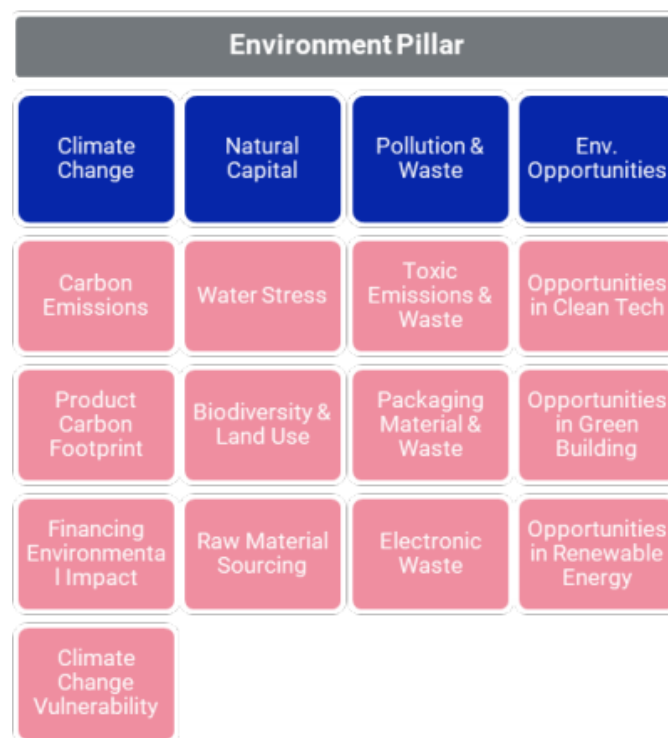 Environment Pillar
Climate
Change
Natural
Capital
Pollution &
Waste
Env.
Opportunities
Carbon
Emissions
Water Stress
Toxic
Emissions &
Waste
Opportunities
in Clean Tech
Product
Carbon
Footprint
Biodiversity &
Land Use
Packaging
Material &
Waste
Opportunities
in Green
Building
Financing
Environmenta
l Impact
Raw Material
Sourcing
Electronic
Waste
Opportunities
in Renewable
Energy
Climate
Change
Vulnerability